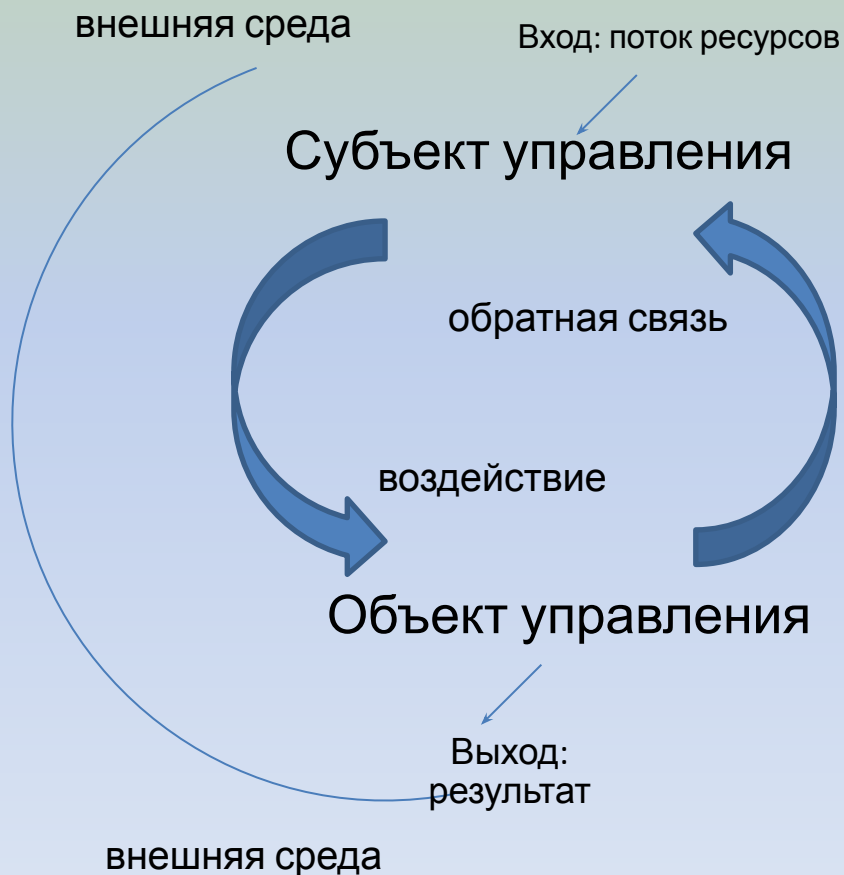 внешняя среда
Вход: поток ресурсов
Субъект управления
обратная связь
воздействие
Объект управления
Выход:
результат
внешняя среда